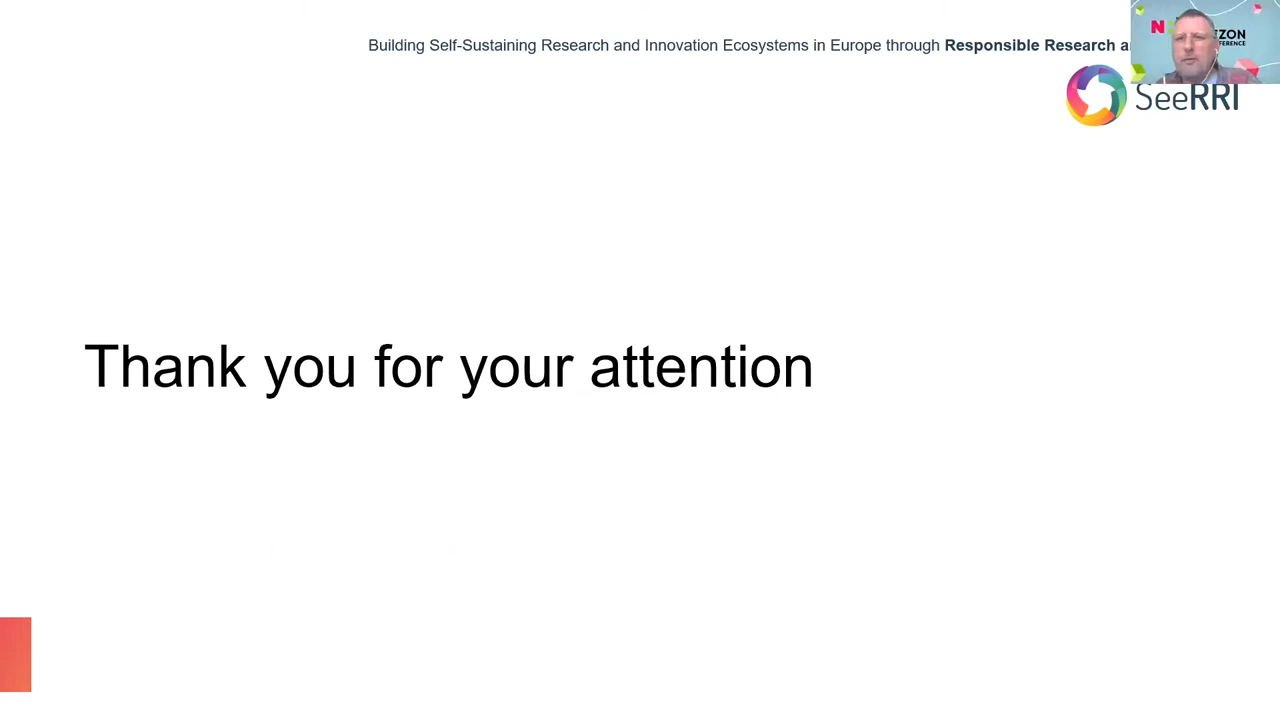 Building Self-Sustaining Research and Innovation Ecosystems in Europe through Responsible Research
SeeRRI
Thank you for your attention